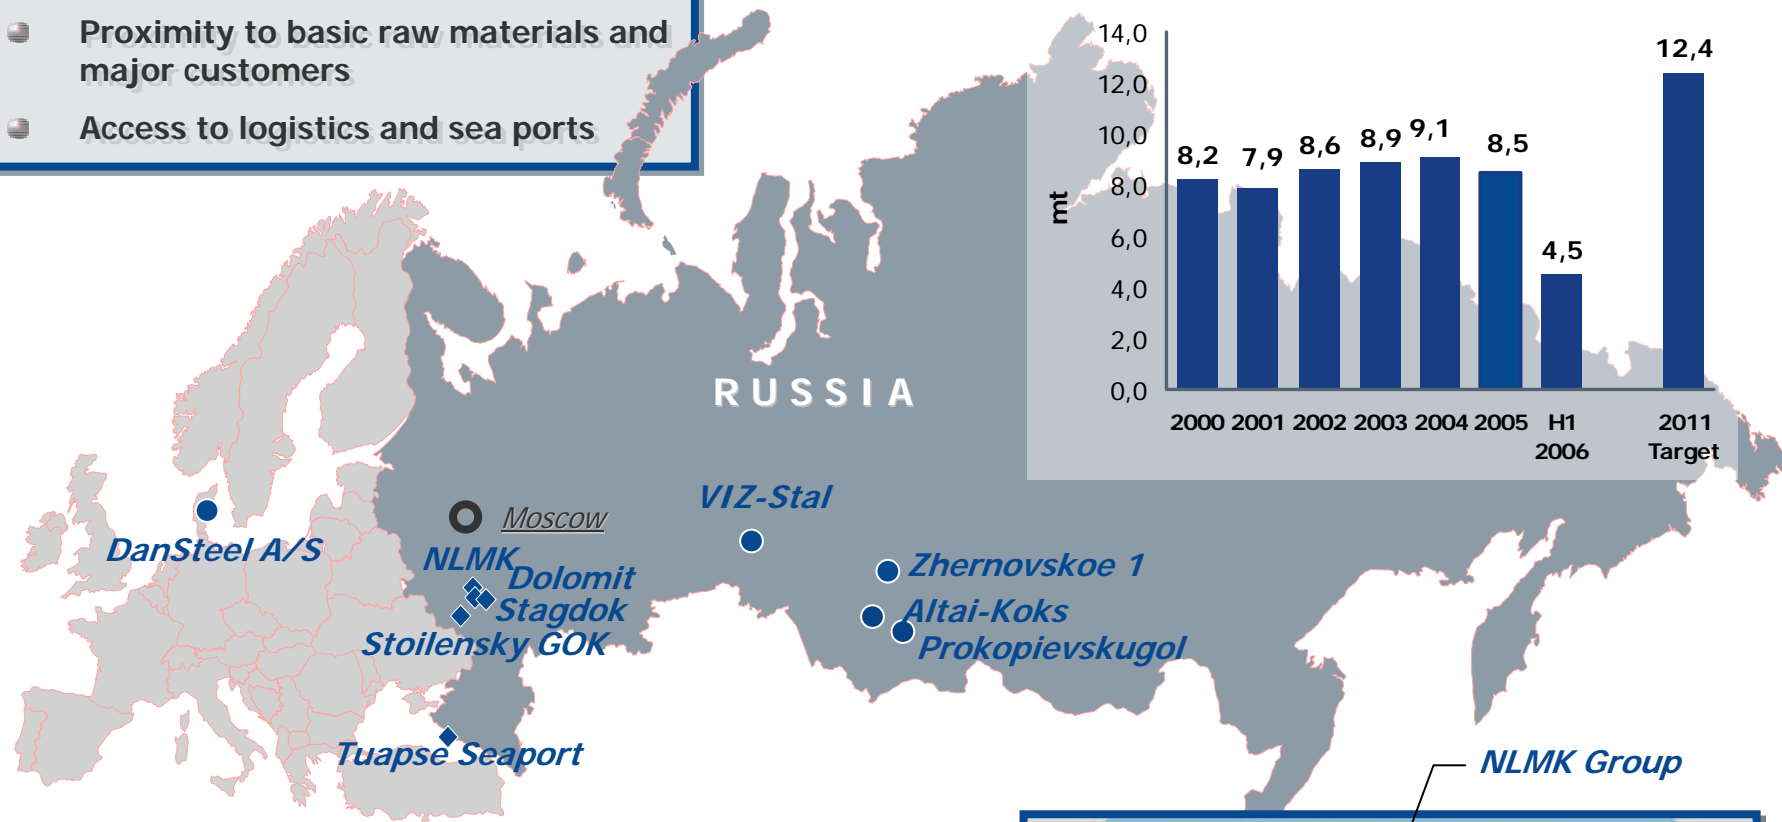 Proximity to basic raw materials and
major customers
Access to logistics and sea ports
14,0
12,0
10,0
8,0
6,0
4,0
2,0
0,0
mt
8,2
7,9
8,6
8,9
9,1
8,5
4,5
12,4
2000 2001 2002 2003 2004 2005 H1 2011
2006 Target
RUSSIA
VIZ-Stal
Moscow
DanSteel A/S
NLMK
Dolomit
Zhernovskoe 1
Stagdok
Altai-Koks
Stoilensky GOK
Prokopievskugol
Tuapse Seaport
NLMK Group